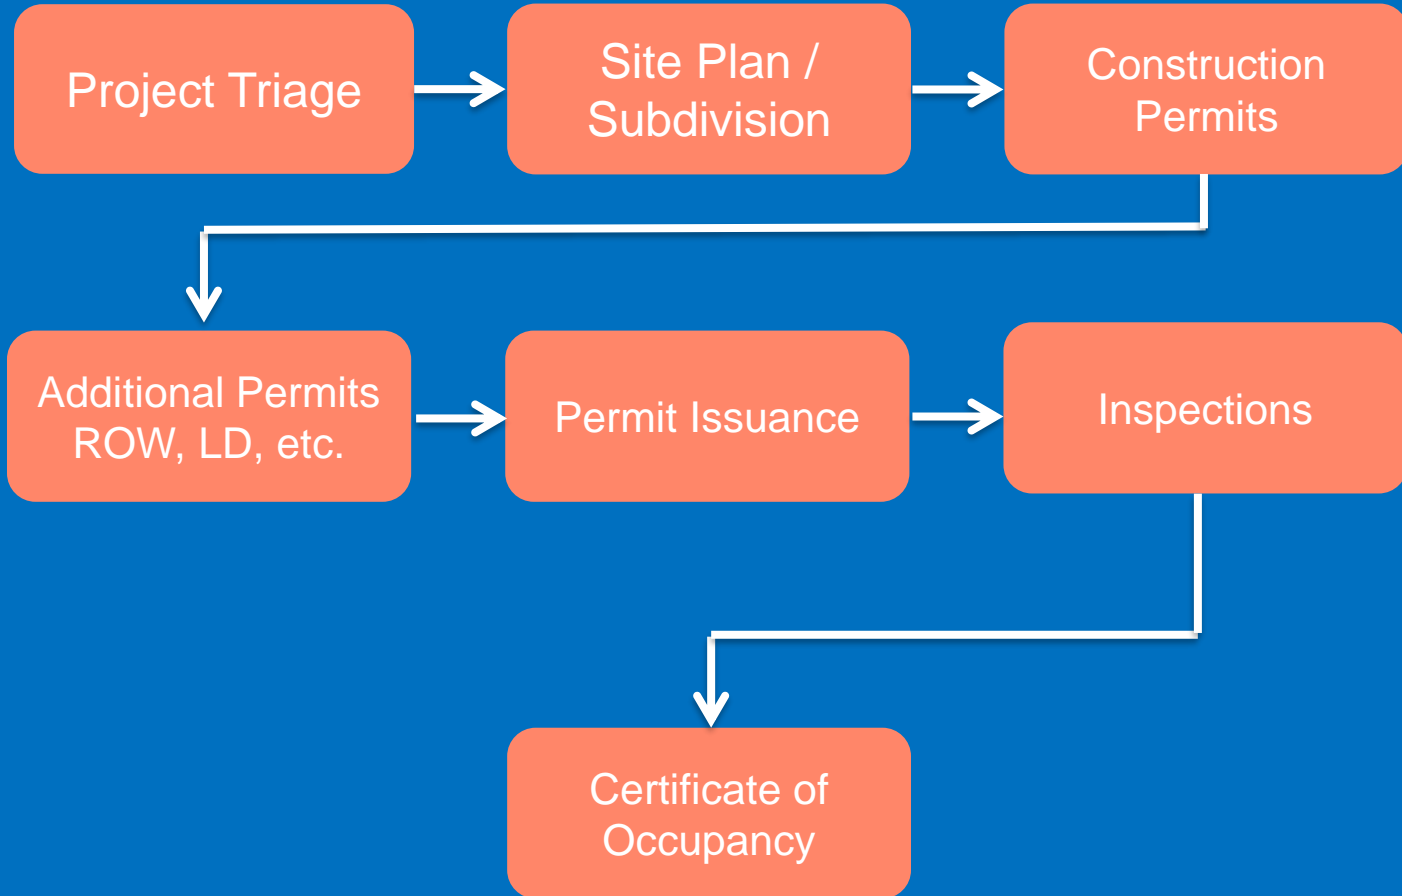 Project Triage
Site Plan /
Subdivision
Construction
Permits
Additional Permits
ROW, LD, etc.
Permit Issuance
Inspections
Certificate of
Occupancy